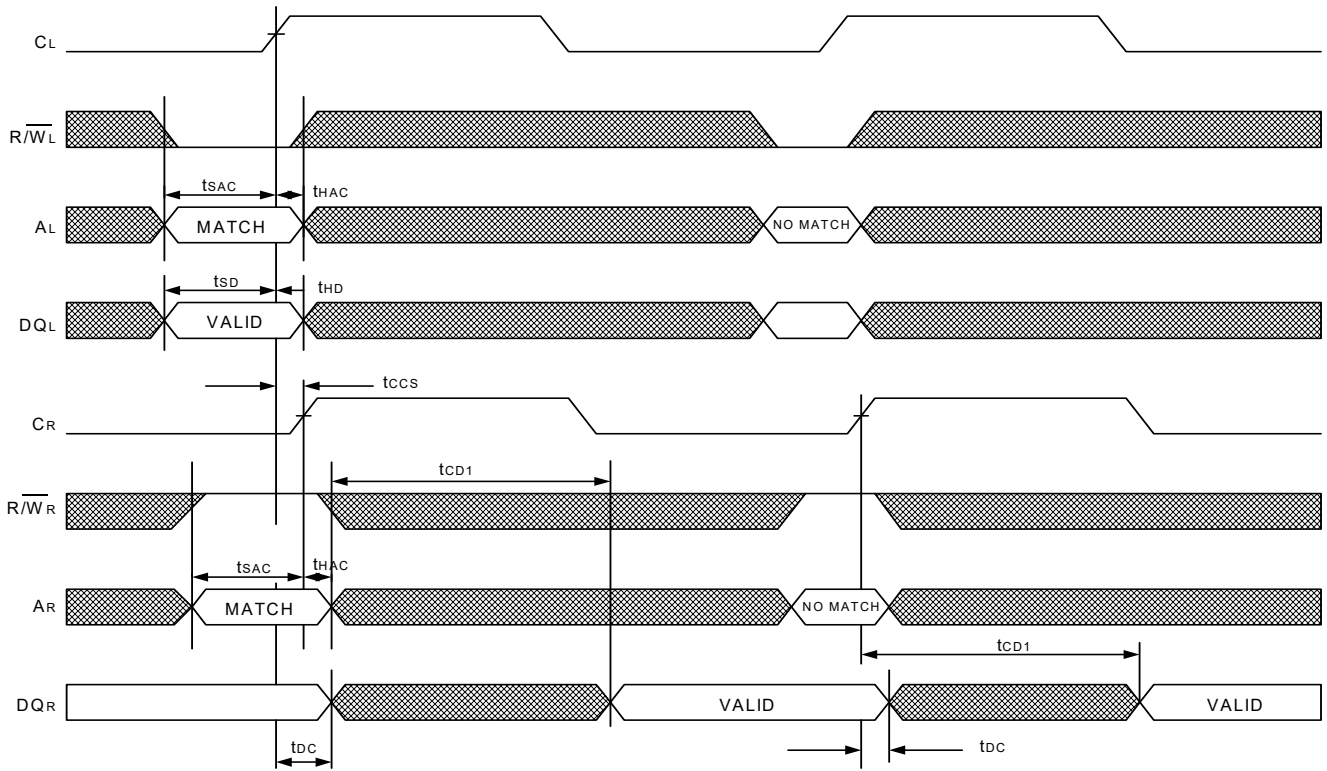 CL
R/WL
tSAC
tHAC
AL
MATCH
NO MATCH
tSD
tHD
DQL
VALID
tCCS
CR
tCD1
R/WR
tSAC
tHAC
AR
MATCH
NO MATCH
tCD1
DQR
VALID
VALID
tDC
tDC